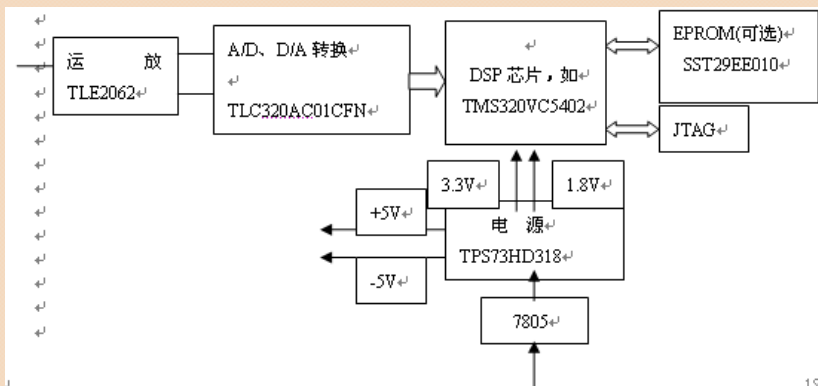 运 放
TLE2062
A/D、D/A 转换
TLC320AC01CFN
DSP 芯片，如
TMS320VC5402
EPROM(可选)
SST29EE010
JTAG
3.3V
1.8V
+5V
-5V
电 源
TPS73HD318
7805